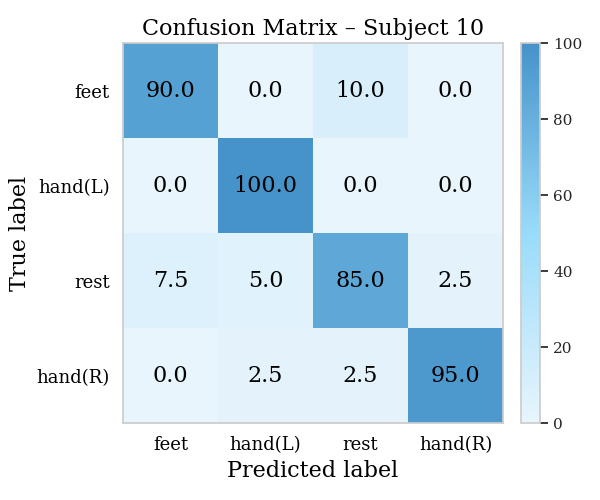 Confusion Matrix – Subject 10
True label
feet 90.0 0.0 10.0 0.0
hand(L) 0.0 100.0 0.0 0.0
rest 7.5 5.0 85.0 2.5
hand(R) 0.0 2.5 2.5 95.0
feet hand(L) rest hand(R)
Predicted label
100
80
60
40
20
0